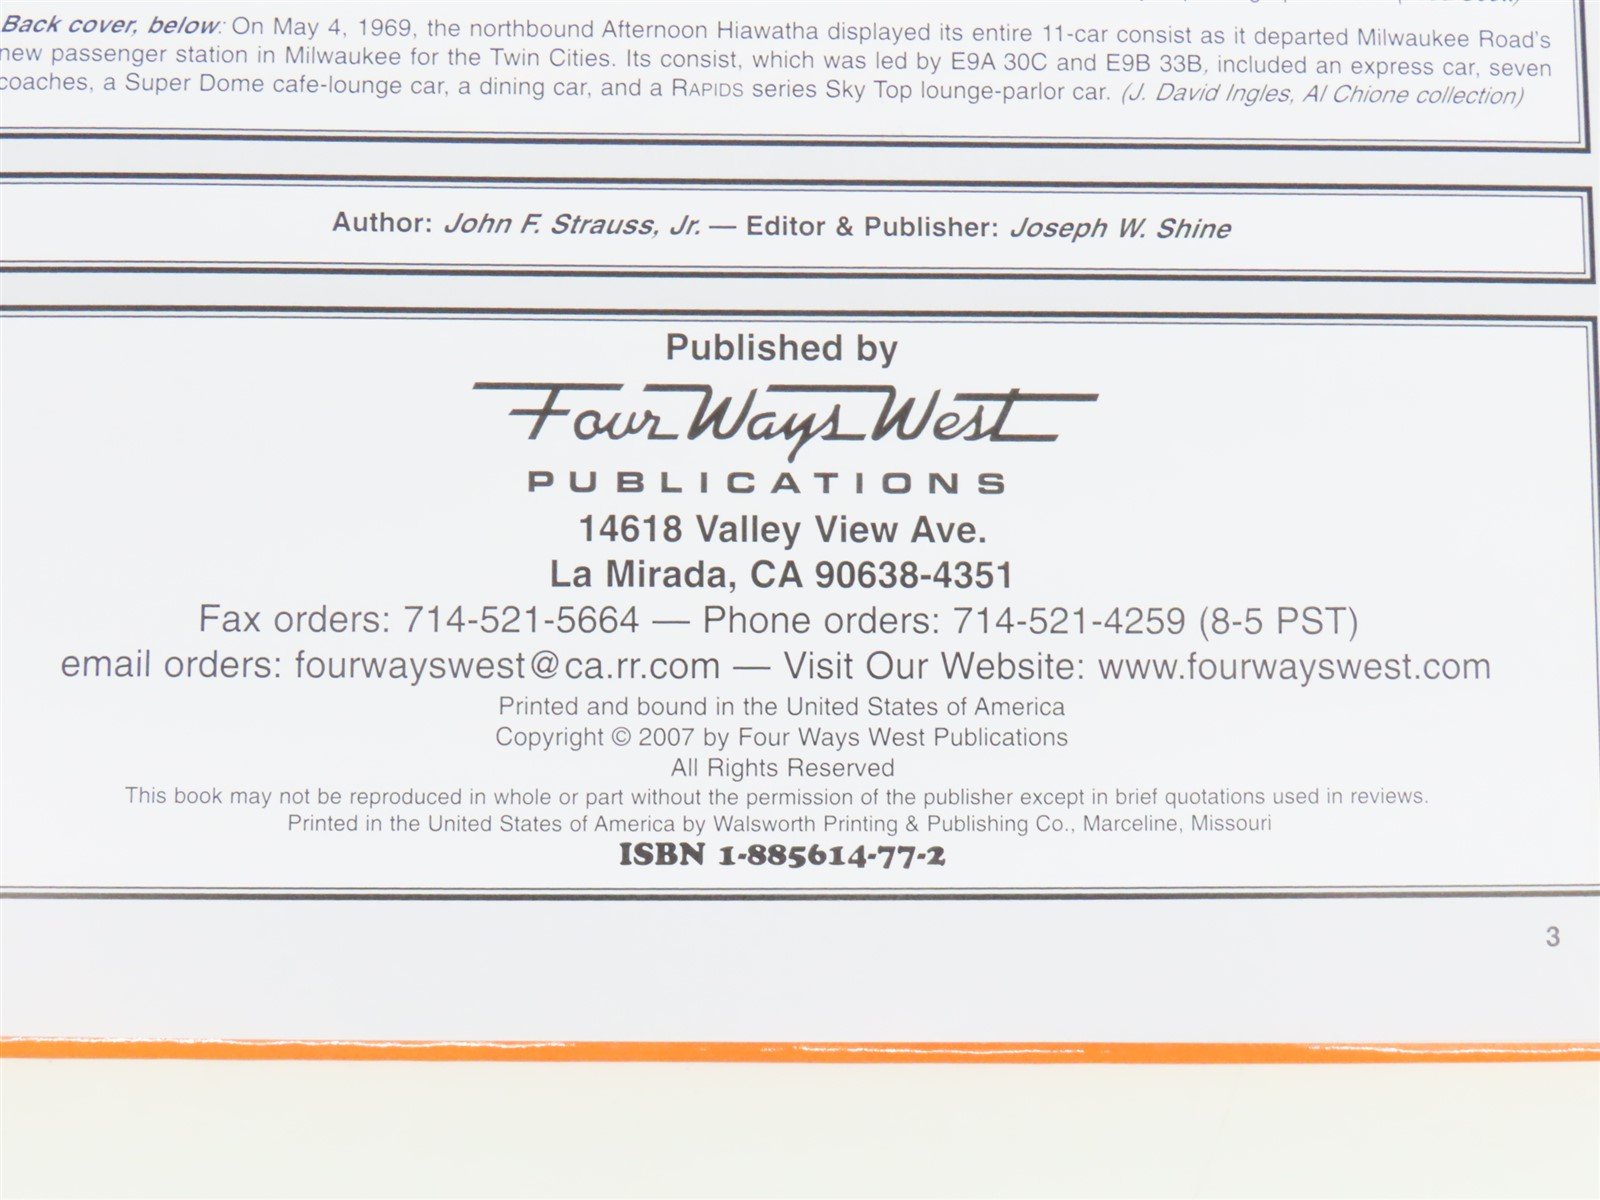 Back cover, below: On May 4, 1969, the northbound Afternoon Hiawatha displayed its entire 11-car consist as it departed Milwaukee Road's
new passenger station in Milwaukee for the Twin Cities. Its consist, which was led by E9A 30C and E9B 33B, included an express car, seven
coaches, a Super Dome cafe-lounge car, a dining car, and a RAPIDS series Sky Top lounge-parlor car. (J. David Ingles, Al Chione collection)
Author: John F. Strauss, Jr. — Editor & Publisher: Joseph W. Shine
Published by
Four Ways West
PUBLICATIONS
14618 Valley View Ave.
La Mirada, CA 90638-4351
Fax orders: 714-521-5664 — Phone orders: 714-521-4259 (8-5 PST)
email orders: fourwayswest@ca.rr.com — Visit Our Website: www.fourwayswest.com
Printed and bound in the United States of America
Copyright © 2007 by Four Ways West Publications
All Rights Reserved
This book may not be reproduced in whole or part without the permission of the publisher except in brief quotations used in reviews.
Printed in the United States of America by Walsworth Printing & Publishing Co., Marceline, Missouri
ISBN 1-885614-77-2
3